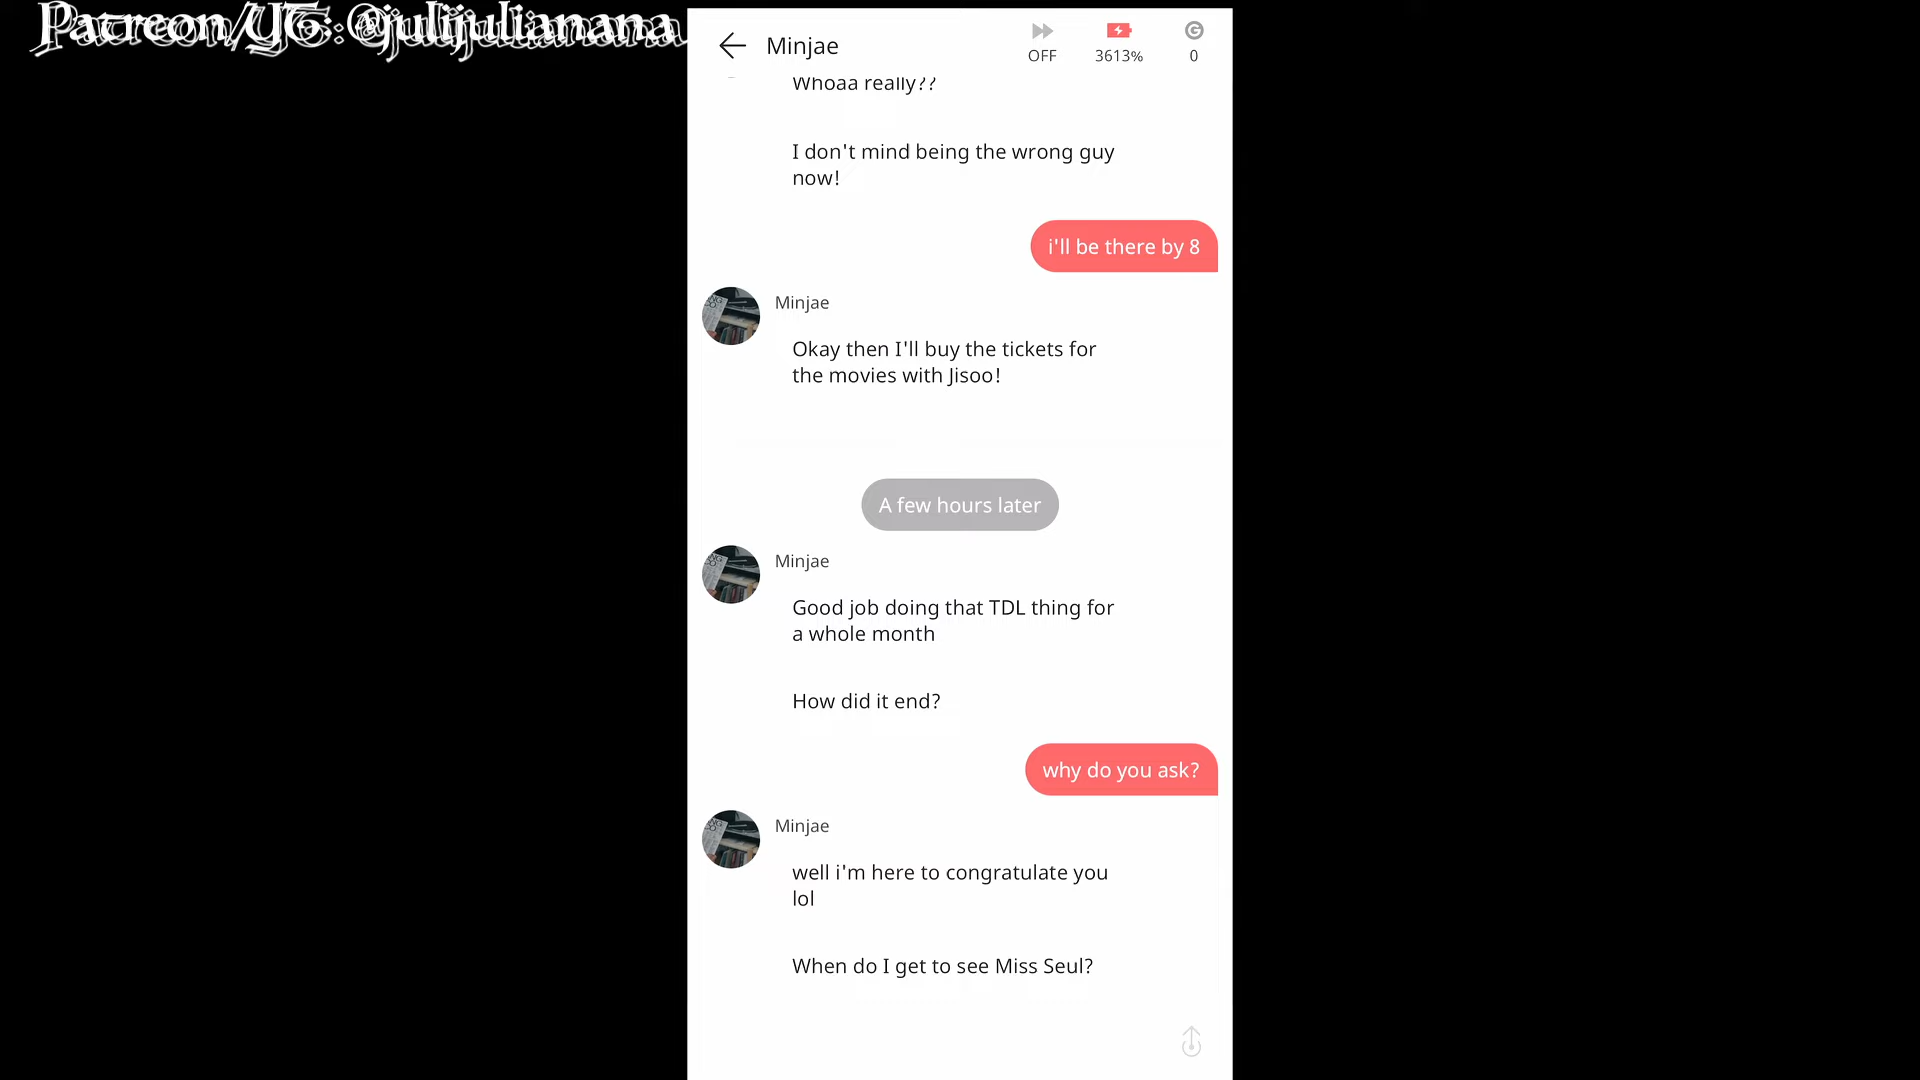 Patreon/YT: @julijulianana
Minjae
OFF
3613%
0
Whoaa really??
I don't mind being the wrong guy
now!
i'll be there by 8
Minjae
Okay then I'll buy the tickets for
the movies with Jisoo!
A few hours later
Minjae
Good job doing that TDL thing for
a whole month
How did it end?
why do you ask?
Minjae
well i'm here to congratulate you
lol
When do I get to see Miss Seul?